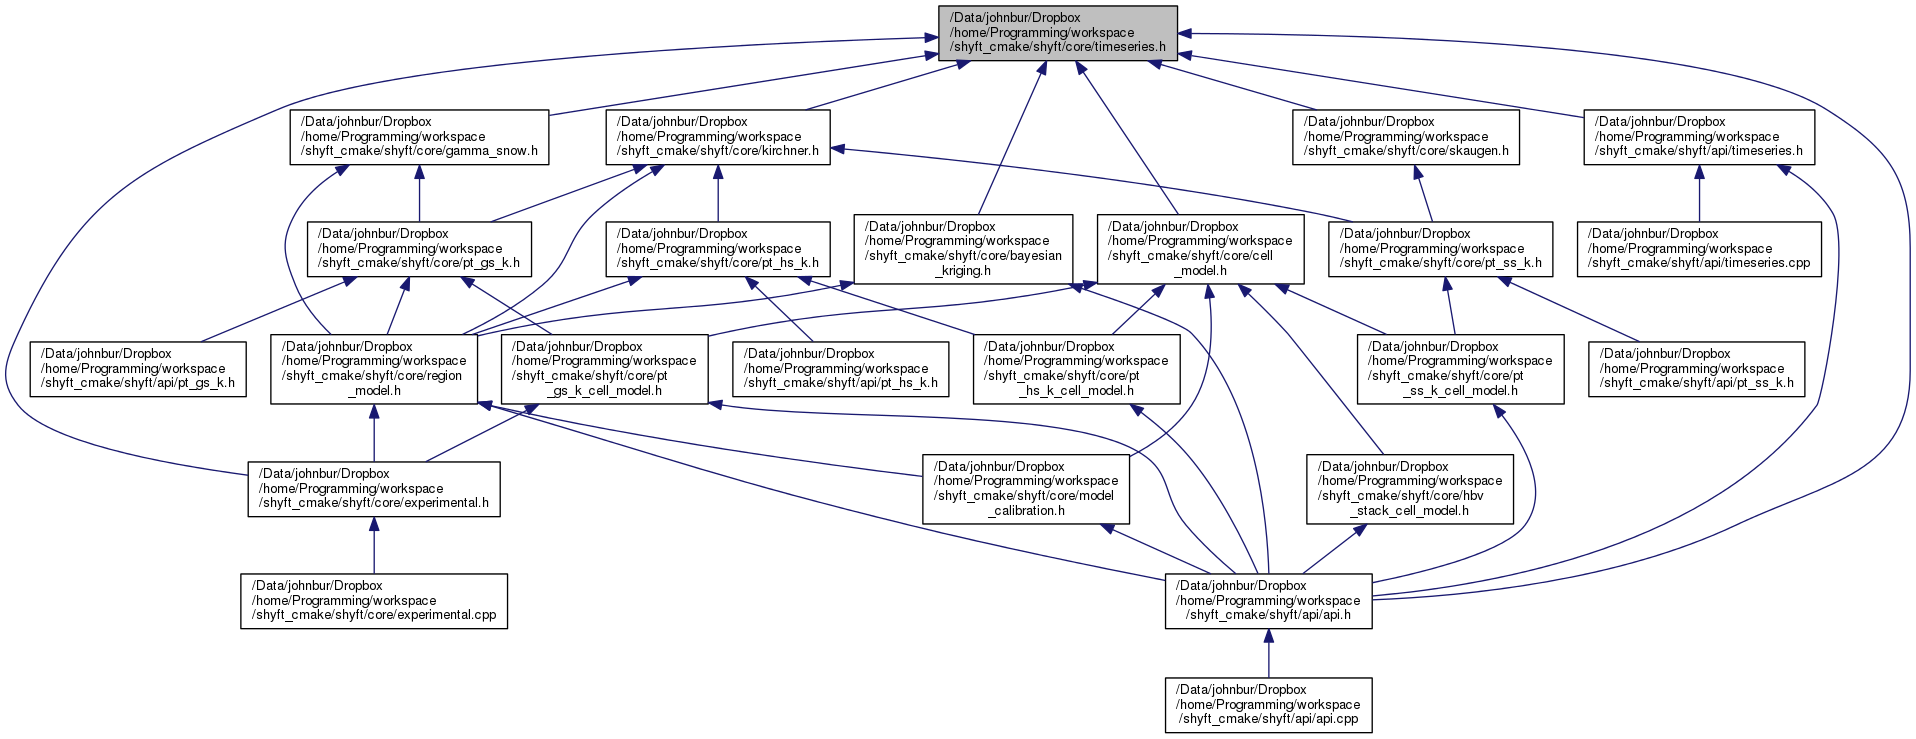 /Data/johnbur/Dropbox
/home/Programming/workspace
/shyft_cmake/shyft/core/timeseries.h
/Data/johnbur/Dropbox
/home/Programming/workspace
/shyft_cmake/shyft/core/gamma_snow.h
/Data/johnbur/Dropbox
/home/Programming/workspace
/shyft_cmake/shyft/core/kirchner.h
/Data/johnbur/Dropbox
/home/Programming/workspace
/shyft_cmake/shyft/core/skaugen.h
/Data/johnbur/Dropbox
/home/Programming/workspace
/shyft_cmake/shyft/api/timeseries.h
/Data/johnbur/Dropbox
/home/Programming/workspace
/shyft_cmake/shyft/core/pt_gs_k.h
/Data/johnbur/Dropbox
/home/Programming/workspace
/shyft_cmake/shyft/core/pt_hs_k.h
/Data/johnbur/Dropbox
/home/Programming/workspace
/shyft_cmake/shyft/core/bayesian
_kriging.h
/Data/johnbur/Dropbox
/home/Programming/workspace
/shyft_cmake/shyft/core/cell
_model.h
/Data/johnbur/Dropbox
/home/Programming/workspace
/shyft_cmake/shyft/core/pt_ss_k.h
/Data/johnbur/Dropbox
/home/Programming/workspace
/shyft_cmake/shyft/api/timeseries.cpp
/Data/johnbur/Dropbox
/home/Programming/workspace
/shyft_cmake/shyft/api/pt_gs_k.h
/Data/johnbur/Dropbox
/home/Programming/workspace
/shyft_cmake/shyft/core/region
_model.h
/Data/johnbur/Dropbox
/home/Programming/workspace
/shyft_cmake/shyft/core/pt
_gs_k_cell_model.h
/Data/johnbur/Dropbox
/home/Programming/workspace
/shyft_cmake/shyft/api/pt_hs_k.h
/Data/johnbur/Dropbox
/home/Programming/workspace
/shyft_cmake/shyft/core/pt
_hs_k_cell_model.h
/Data/johnbur/Dropbox
/home/Programming/workspace
/shyft_cmake/shyft/core/pt
_ss_k_cell_model.h
/Data/johnbur/Dropbox
/home/Programming/workspace
/shyft_cmake/shyft/api/pt_ss_k.h
/Data/johnbur/Dropbox
/home/Programming/workspace
/shyft_cmake/shyft/core/experimental.h
/Data/johnbur/Dropbox
/home/Programming/workspace
/shyft_cmake/shyft/core/model
_calibration.h
/Data/johnbur/Dropbox
/home/Programming/workspace
/shyft_cmake/shyft/core/hbv
_stack_cell_model.h
/Data/johnbur/Dropbox
/home/Programming/workspace
/shyft_cmake/shyft/core/experimental.cpp
/Data/johnbur/Dropbox
/home/Programming/workspace
/shyft_cmake/shyft/api/api.h
/Data/johnbur/Dropbox
/home/Programming/workspace
/shyft_cmake/shyft/api/api.cpp